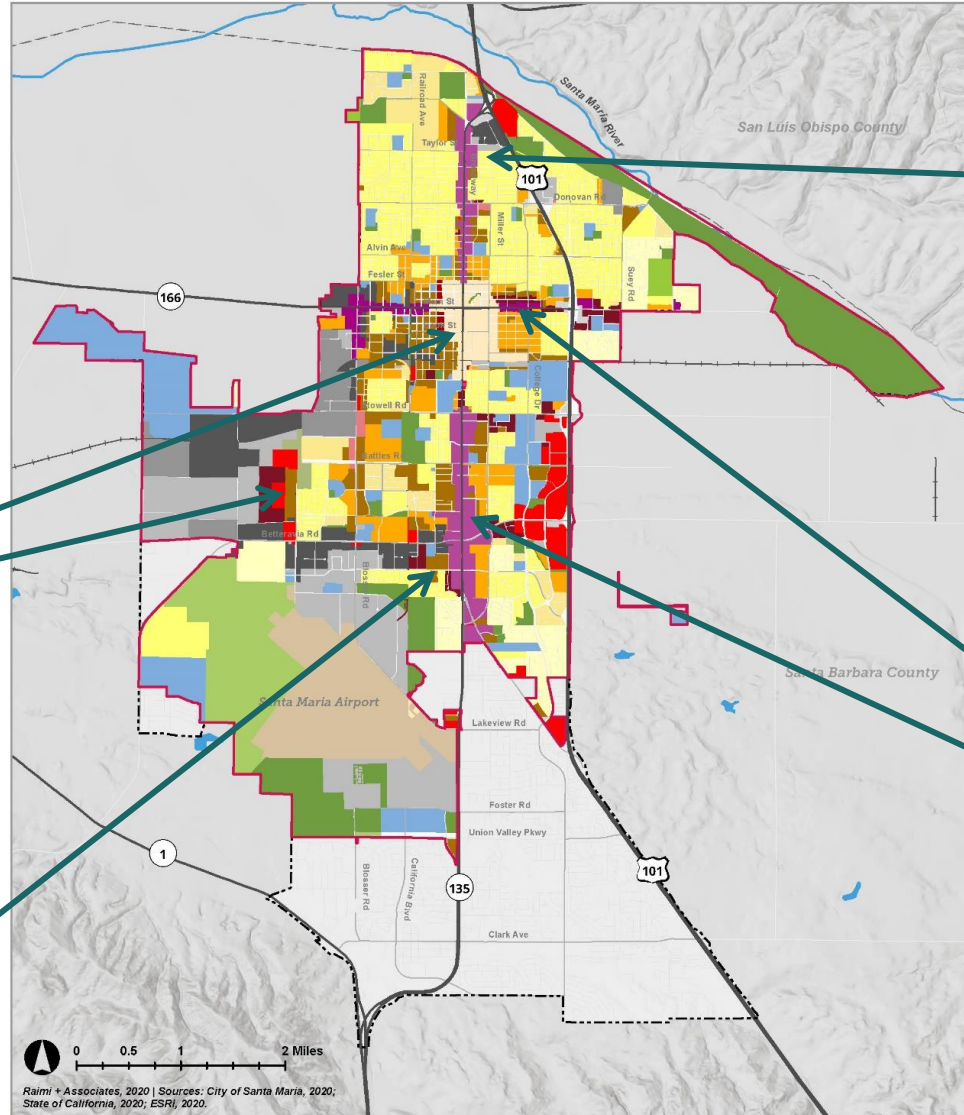 Santa Maria River
San Luis Obispo County
Railroad Ave
Taylor S
101
way
Donovan R
Miller St
Alvin Ave
Fesler St
Suey Rd
166
St
St
College Dr
Stowell Rd
Battles R
Betteravia Rd
Santa Barbara County
Santa Maria Airport
Lakeview Rd
Foster Rd
Union Valley Pkwy
1
101
135
Blosser Rd
California Blvd
Clark Ave
0 0.5 1 2 Miles
Raimi + Associates, 2020 | Sources: City of Santa Maria, 2020;
State of California, 2020; ESRI, 2020.